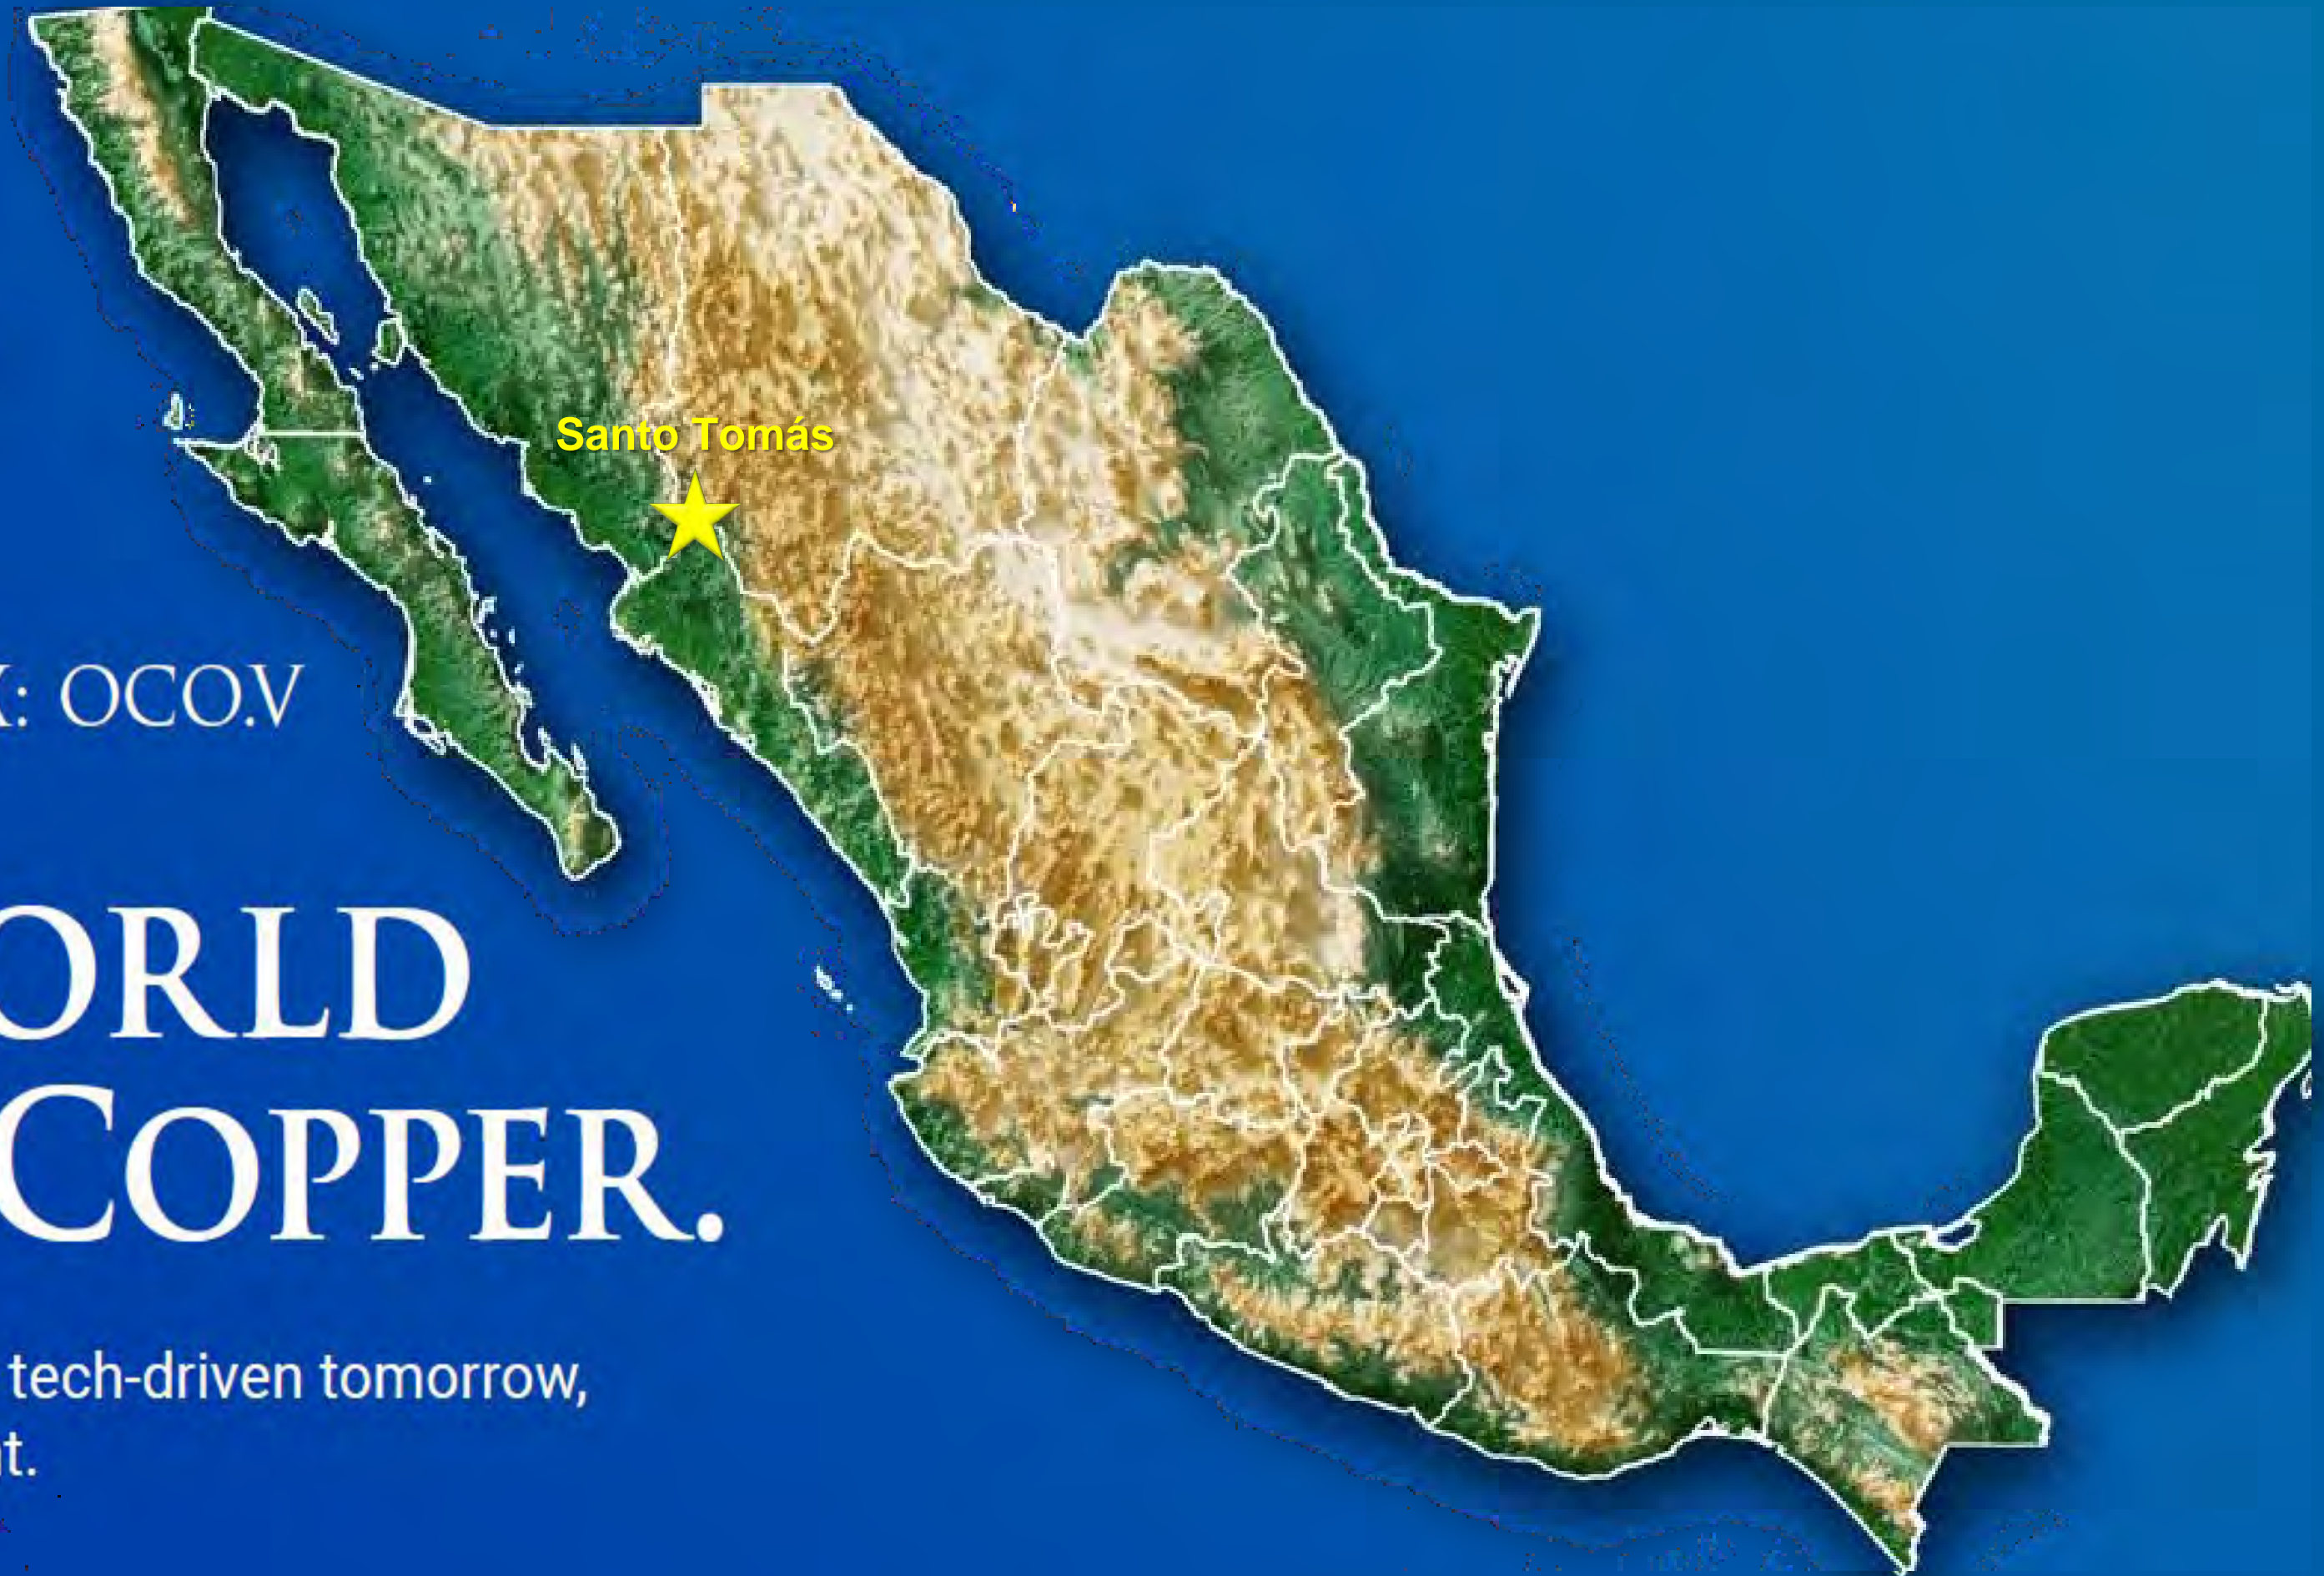 Santo Tomás
X: OCO.V
ORLD
COPPER.
tech-driven tomorrow,
t.